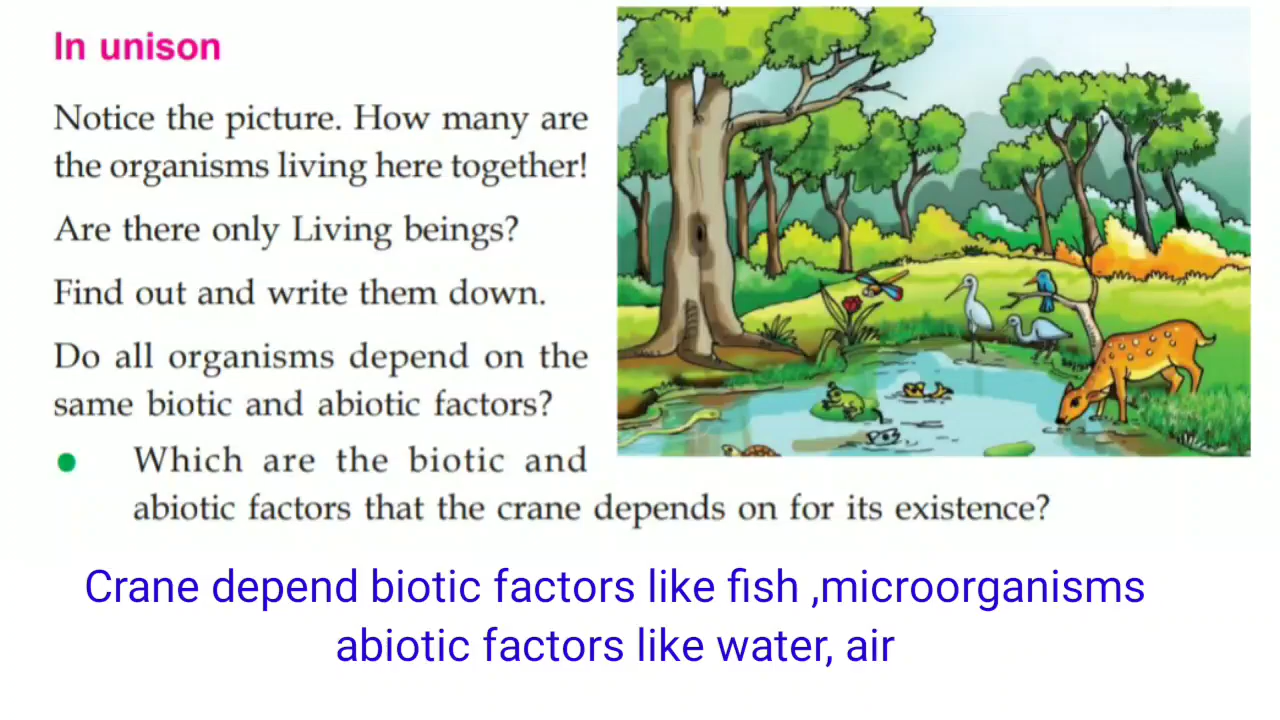 In unison
Notice the picture. How many are
the organisms living here together!
Are there only Living beings?
Find out and write them down.
Do all organisms depend on the
same biotic and abiotic factors?
● Which are the biotic and
abiotic factors that the crane depends on for its existence?
Crane depend biotic factors like fish ,microorganisms
abiotic factors like water, air